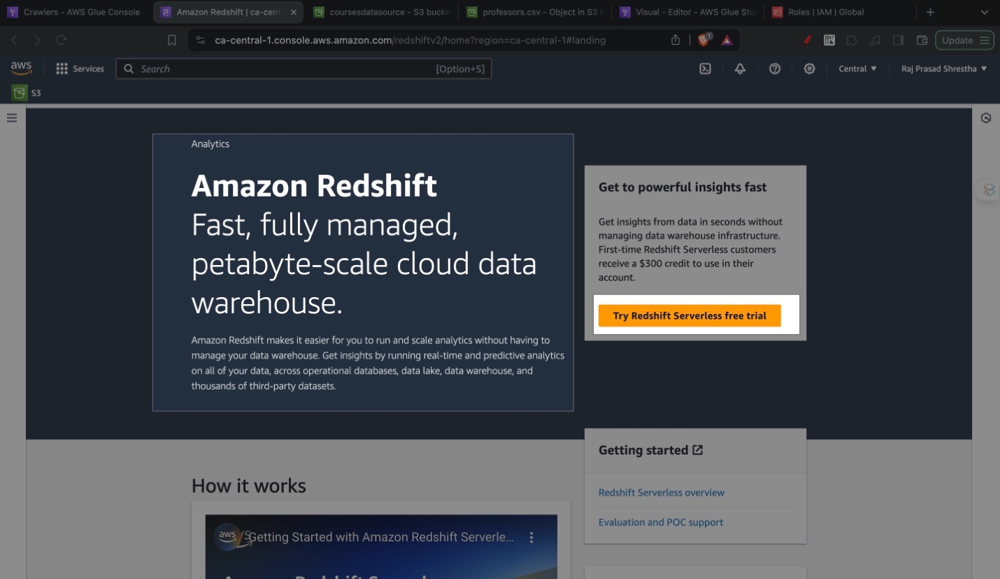 Crawlers - AWS Glue Console
Amazon Redshift | ca-cent
coursesdatasource - S3 bucke
professors.csv - Object in S3 b
Visual - Editor - AWS Glue Stu
Roles | IAM | Global
ca-central-1.console.aws.amazon.com/redshiftv2/home?region=ca-central-1#landing
1
Update
aws
Services
Search
[Option+S]
Central
Raj Prasad Shrestha
S3
Analytics
Amazon Redshift
Fast, fully managed,
petabyte-scale cloud data
warehouse.
Amazon Redshift makes it easier for you to run and scale analytics without having to
manage your data warehouse. Get insights by running real-time and predictive analytics
on all of your data, across operational databases, data lake, data warehouse, and
thousands of third-party datasets.
Get to powerful insights fast
Get insights from data in seconds without
managing data warehouse infrastructure.
First-time Redshift Serverless customers
receive a $300 credit to use in their
account.
Try Redshift Serverless free trial
Getting started
Redshift Serverless overview
Evaluation and POC support
How it works
aws
Getting Started with Amazon Redshift Serverle...